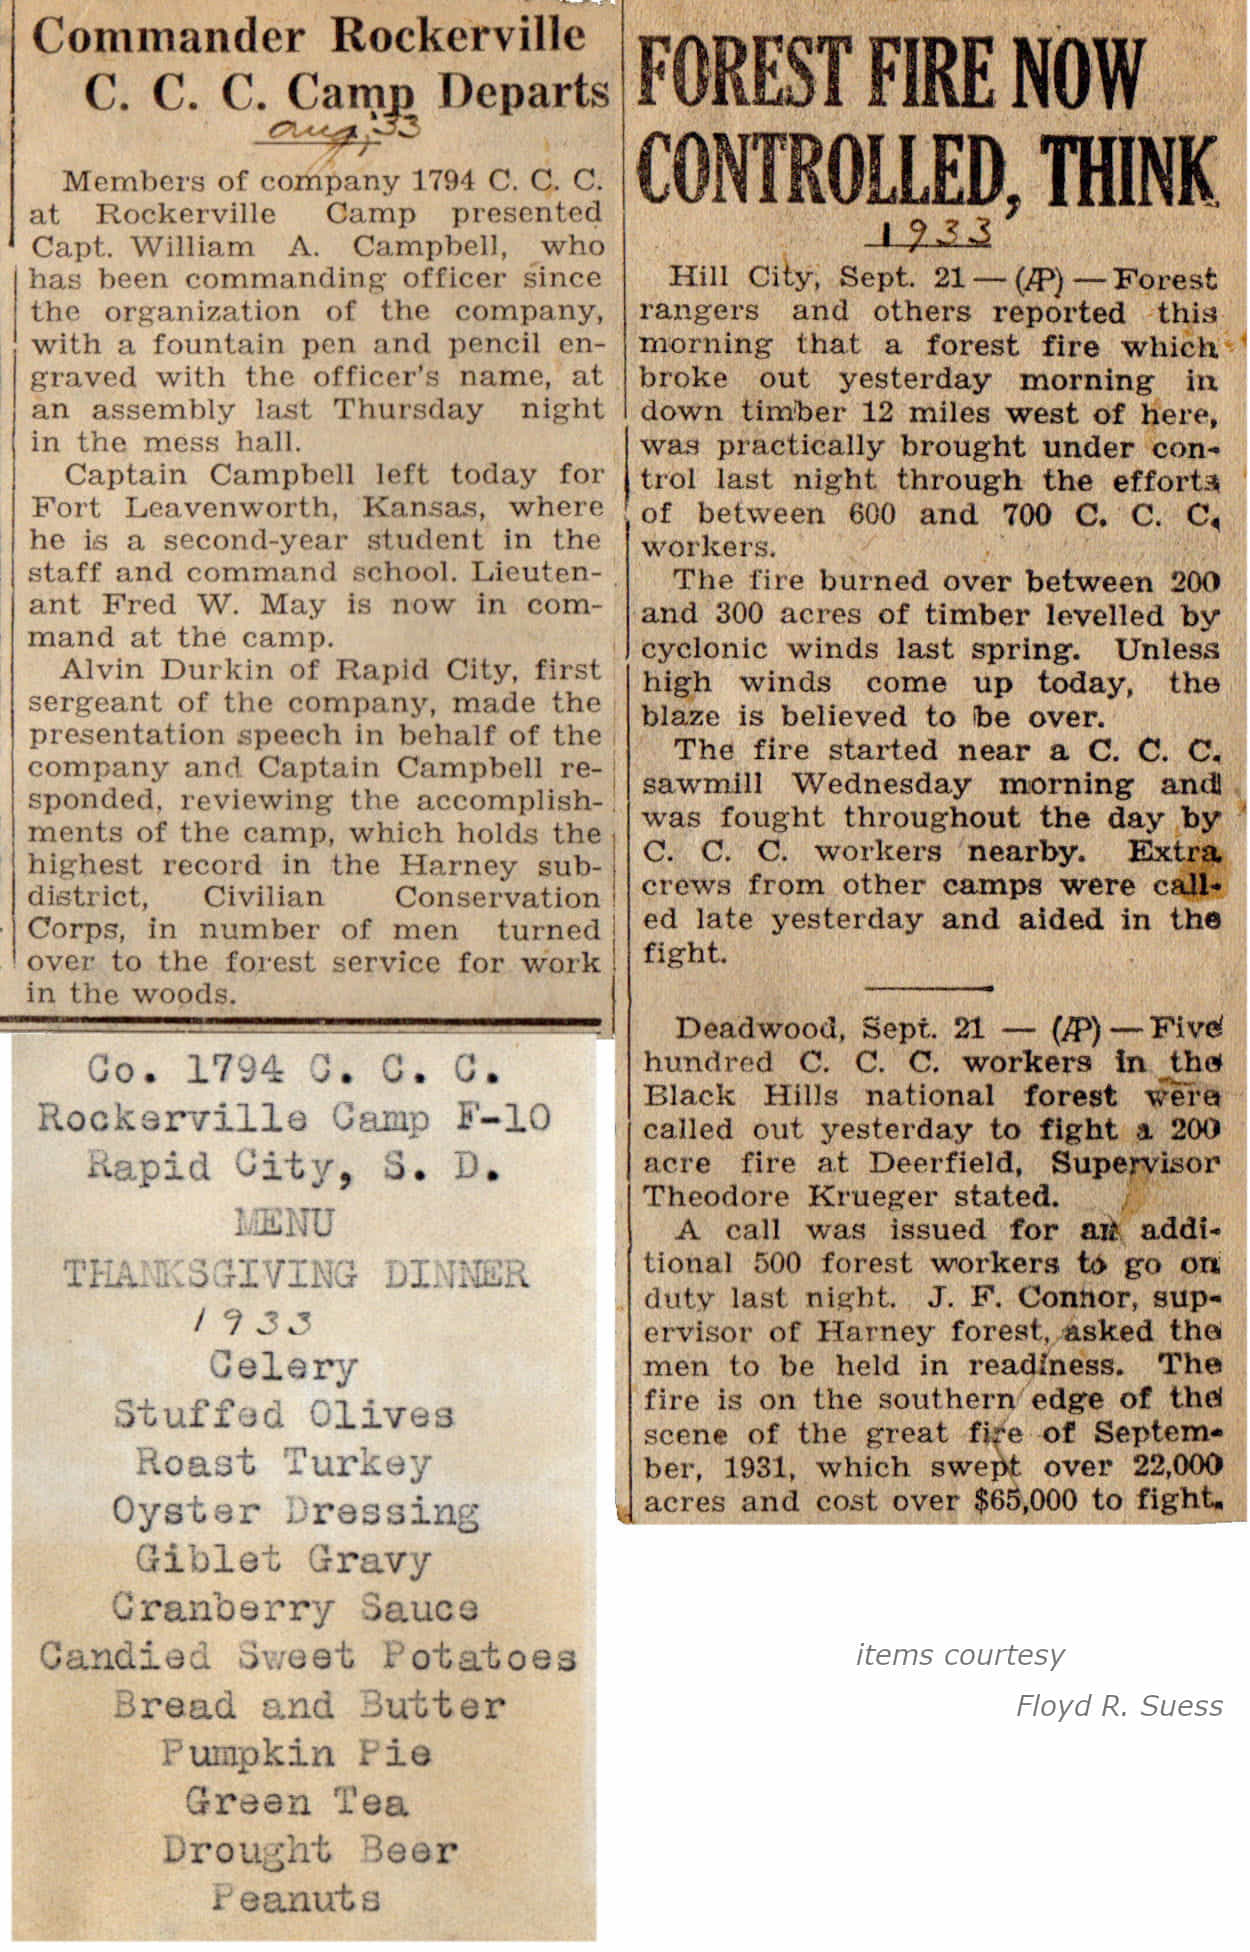 Commander Rockerville
C. C. C. Camp Departs
aug, '33
Members of company 1794 C. C. C.
at Rockerville Camp presented
Capt. William A. Campbell, who
has been commanding officer since
the organization of the company,
with a fountain pen and pencil en-
graved with the officer's name, at
an assembly last Thursday night
in the mess hall.
Captain Campbell left today for
Fort Leavenworth, Kansas, where
he is a second-year student in the
staff and command school. Lieuten-
ant Fred W. May is now in com-
mand at the camp.
Alvin Durkin of Rapid City, first
sergeant of the company, made the
presentation speech in behalf of the
company and Captain Campbell re-
sponded, reviewing the accomplish-
ments of the camp, which holds the
highest record in the Harney sub-
district, Civilian Conservation
Corps, in number of men turned
over to the forest service for work
in the woods.
Co. 1794 C. C. C.
Rockerville Camp F-10
Rapid City, S. D.
MENU
THANKSGIVING DINNER
1933
Celery
Stuffed Olives
Roast Turkey
Oyster Dressing
Giblet Gravy
Cranberry Sauce
Candied Sweet Potatoes
Bread and Butter
Pumpkin Pie
Green Tea
Drought Beer
Peanuts
FOREST FIRE NOW
CONTROLLED, THINK
1933
Hill City, Sept. 21 — (AP) — Forest
rangers and others reported this
morning that a forest fire which
broke out yesterday morning in
down timber 12 miles west of here,
was practically brought under con-
trol last night through the efforts
of between 600 and 700 C. C. C.
workers.
The fire burned over between 200
and 300 acres of timber levelled by
cyclonic winds last spring. Unless
high winds come up today, the
blaze is believed to be over.
The fire started near a C. C. C.
sawmill Wednesday morning and
was fought throughout the day by
C. C. C. workers nearby. Extra
crews from other camps were call-
ed late yesterday and aided in the
fight.
Deadwood, Sept. 21 — (AP) — Five
hundred C. C. C. workers in the
Black Hills national forest were
called out yesterday to fight a 200
acre fire at Deerfield, Supervisor
Theodore Krueger stated.
A call was issued for an addi-
tional 500 forest workers to go on
duty last night. J. F. Connor, sup-
ervisor of Harney forest, asked the
men to be held in readiness. The
fire is on the southern edge of the
scene of the great fire of Septem-
ber, 1931, which swept over 22,000
acres and cost over $65,000 to fight.
items courtesy
Floyd R. Suess